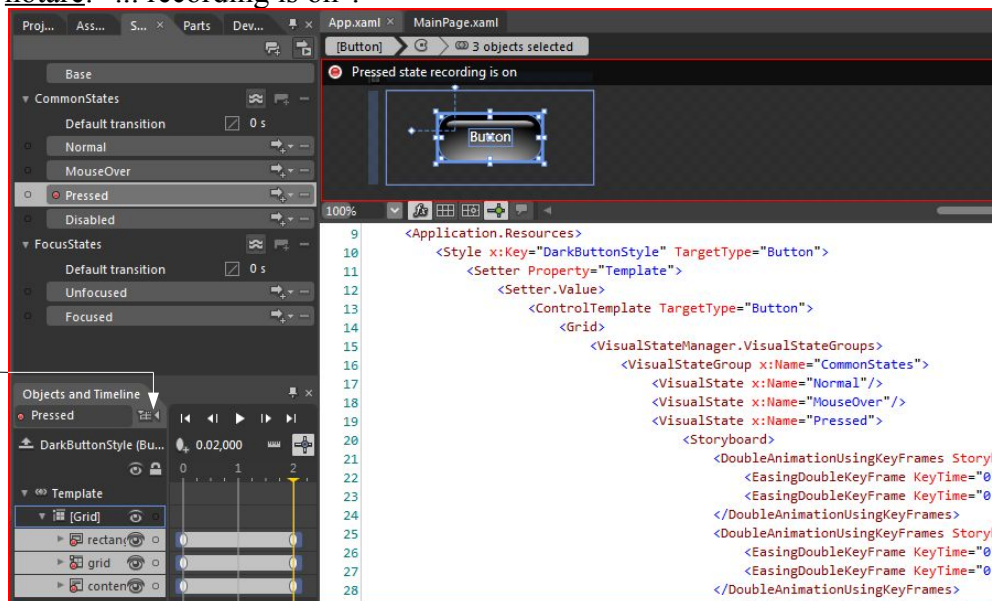 notare: "... recording is on".
Proj... Ass... S... × Parts Dev... ×
Base
CommonStates
Default transition 0 s
Normal
MouseOver
Pressed
Disabled
FocusStates
Default transition 0 s
Unfocused
Focused
Objects and Timeline ×
Pressed
DarkButtonStyle (Bu... 0.02,000
0 1 2
Template
[Grid]
rectang
grid
conten
App.xaml × MainPage.xaml
[Button] 3 objects selected
Pressed state recording is on
Button
100% fx
9 <Application.Resources>
10 <Style x:Key="DarkButtonStyle" TargetType="Button">
11 <Setter Property="Template">
12 <Setter.Value>
13 <ControlTemplate TargetType="Button">
14 <Grid>
15 <VisualStateManager.VisualStateGroups>
16 <VisualStateGroup x:Name="CommonStates">
17 <VisualState x:Name="Normal"/>
18 <VisualState x:Name="MouseOver"/>
19 <VisualState x:Name="Pressed">
20 <Storyboard>
21 <DoubleAnimationUsingKeyFrames Storyb
22 <EasingDoubleKeyFrame KeyTime="0
23 <EasingDoubleKeyFrame KeyTime="0
24 </DoubleAnimationUsingKeyFrames>
25 <DoubleAnimationUsingKeyFrames Storyb
26 <EasingDoubleKeyFrame KeyTime="0
27 <EasingDoubleKeyFrame KeyTime="0
28 </DoubleAnimationUsingKeyFrames>